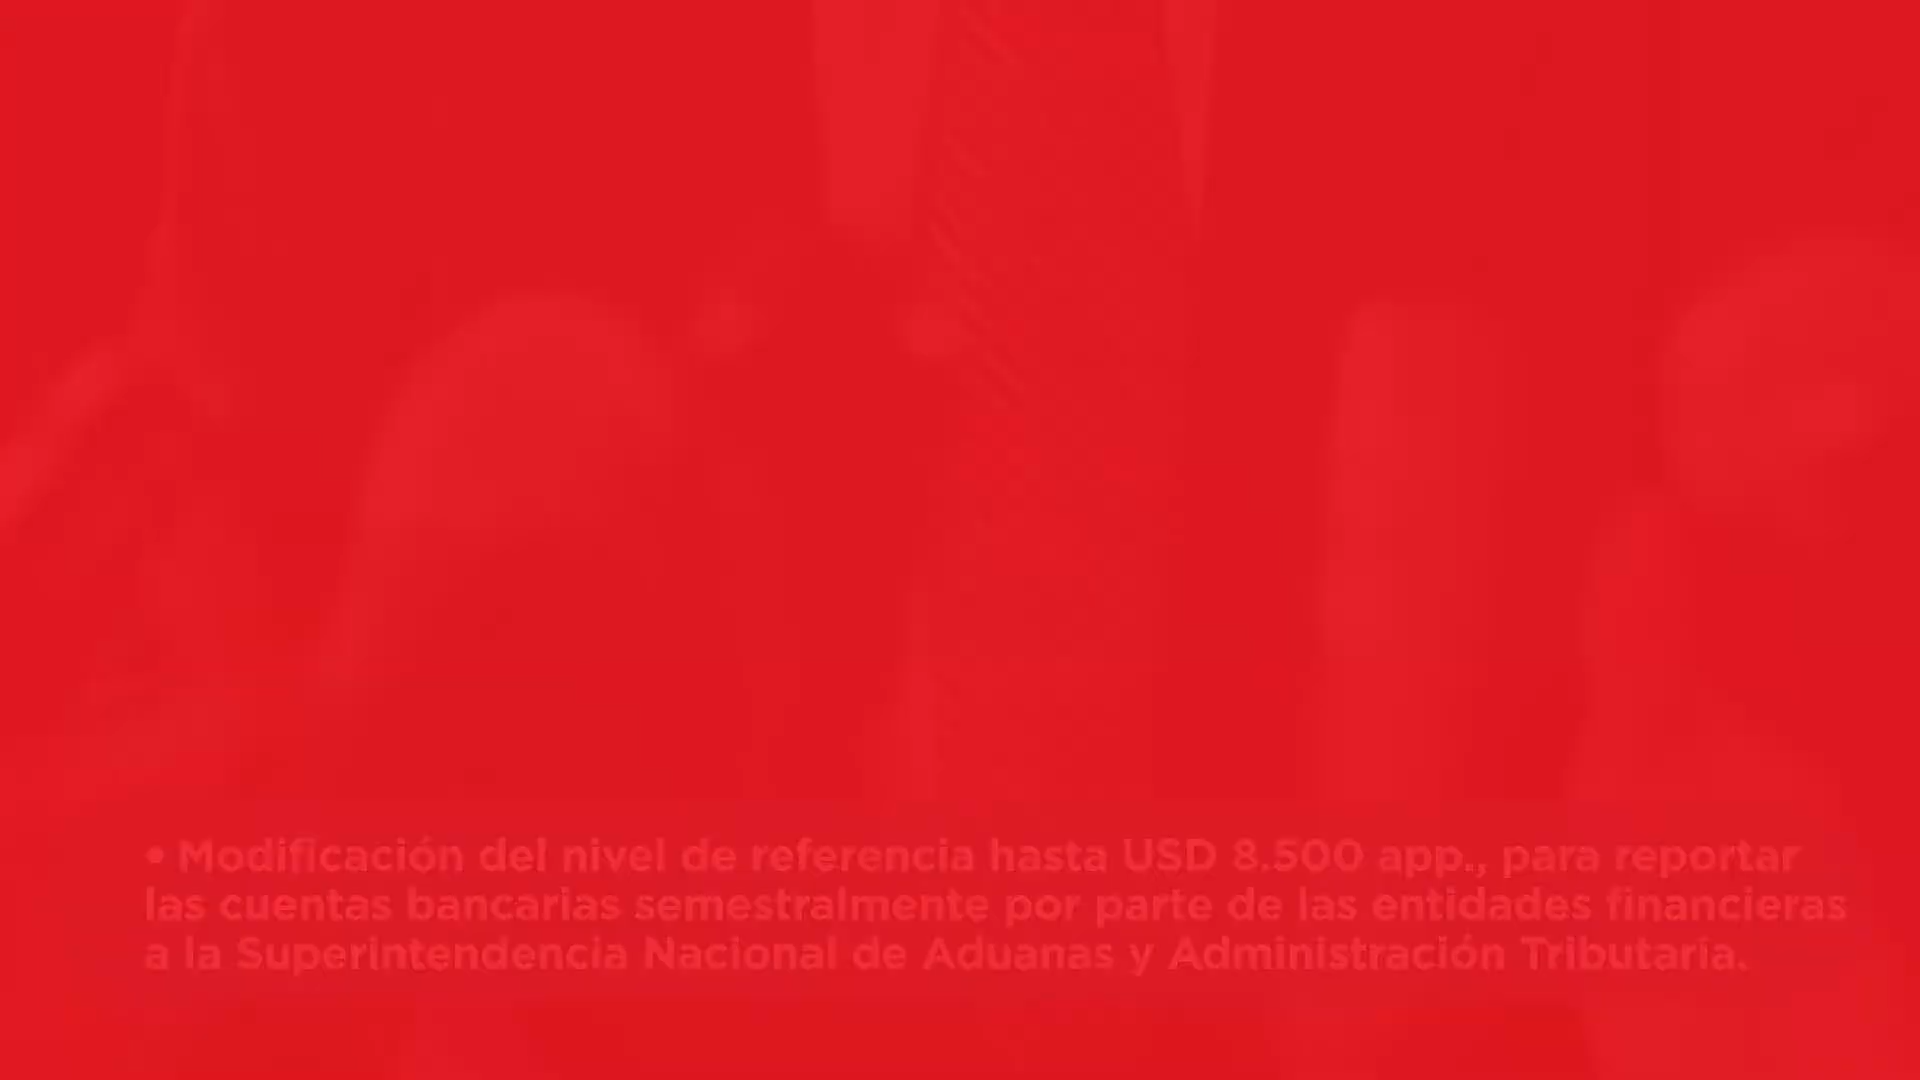 • Modificación del nivel de referencia hasta USD 8.500 app., para reportar
las cuentas bancarias semestralmente por parte de las entidades financieras
a la Superintendencia Nacional de Aduanas y Administración Tributaria.